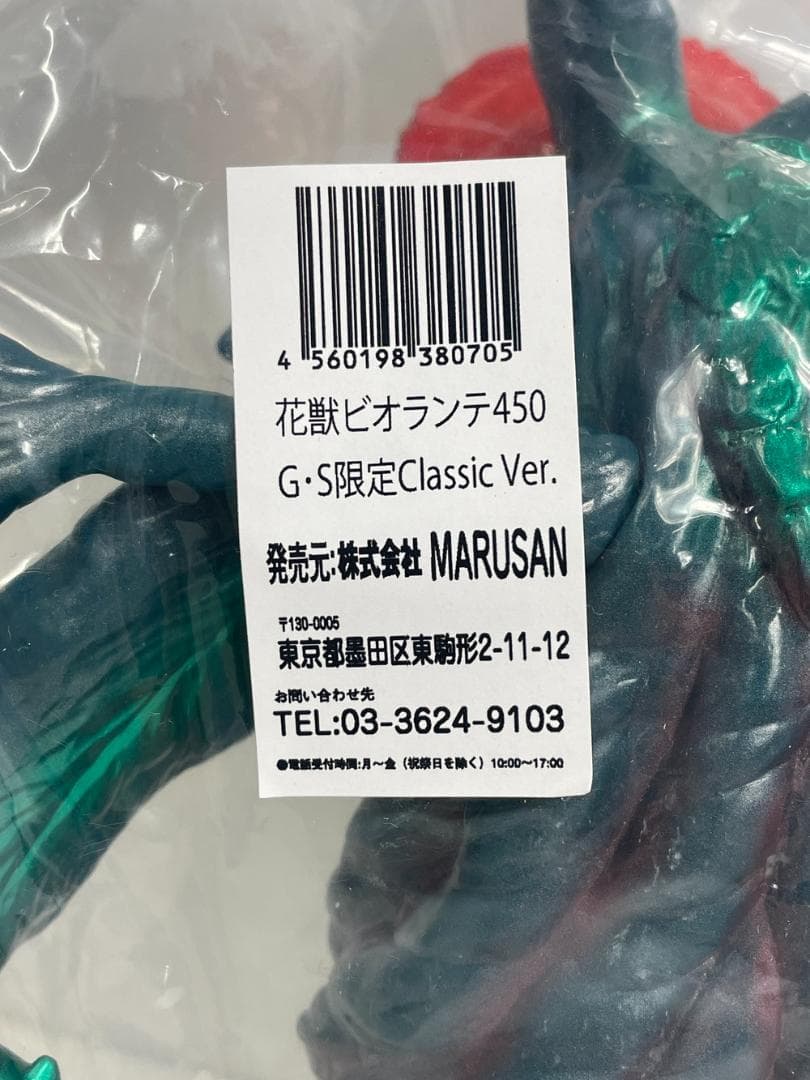 4 560198 380705
花獣ビオランテ450
G・S限定Classic Ver.
発売元:株式会社 MARUSAN
〒130-0005
東京都墨田区東駒形2-11-12
お問い合わせ先
TEL:03-3624-9103
●電話受付時間:月～金（祝祭日を除く）10:00～17:00